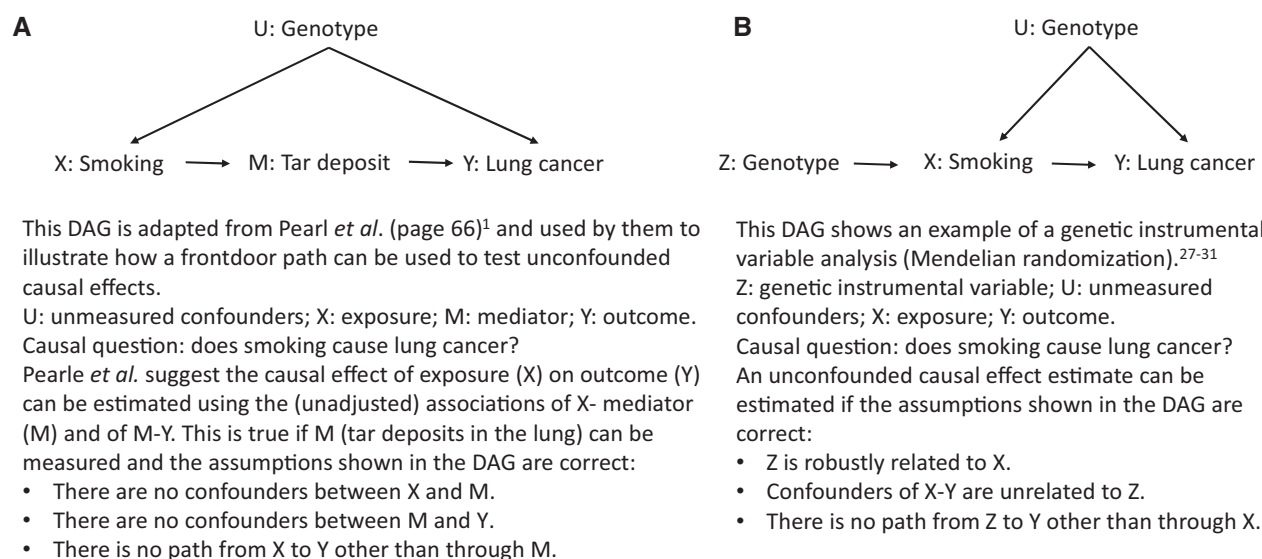 A
U: Genotype
X: Smoking
M: Tar deposit
Y: Lung cancer
This DAG is adapted from Pearl et al. (page 66)1 and used by them to
illustrate how a frontdoor path can be used to test unconfounded
causal effects.
U: unmeasured confounders; X: exposure; M: mediator; Y: outcome.
Causal question: does smoking cause lung cancer?
Pearle et al. suggest the causal effect of exposure (X) on outcome (Y)
can be estimated using the (unadjusted) associations of X- mediator
(M) and of M-Y. This is true if M (tar deposits in the lung) can be
measured and the assumptions shown in the DAG are correct:
• There are no confounders between X and M.
• There are no confounders between M and Y.
• There is no path from X to Y other than through M.
B
U: Genotype
Z: Genotype
X: Smoking
Y: Lung cancer
This DAG shows an example of a genetic instrumental
variable analysis (Mendelian randomization).27-31
Z: genetic instrumental variable; U: unmeasured
confounders; X: exposure; Y: outcome.
Causal question: does smoking cause lung cancer?
An unconfounded causal effect estimate can be
estimated if the assumptions shown in the DAG are
correct:
• Z is robustly related to X.
• Confounders of X-Y are unrelated to Z.
• There is no path from Z to Y other than through X.